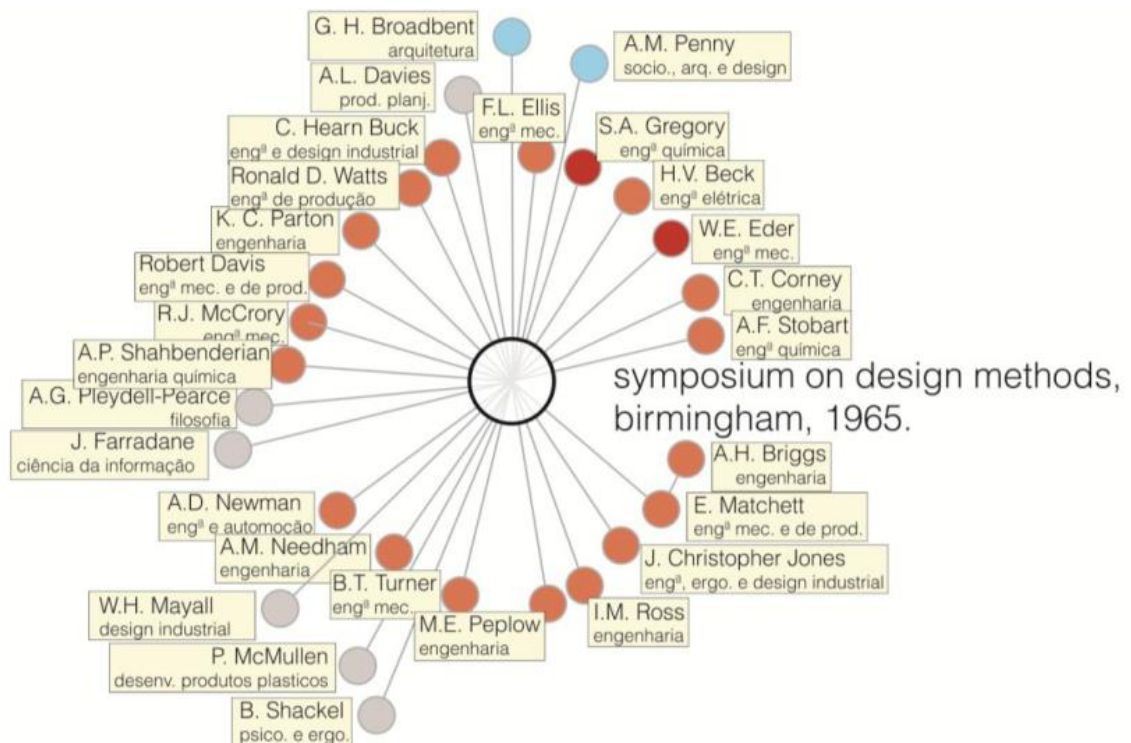 G. H. Broadbent
arquitetura
A.M. Penny
socio., arq. e design
A.L. Davies
prod. planj.
F.L. Ellis
engª mec.
C. Hearn Buck
engª e design industrial
S.A. Gregory
engª química
Ronald D. Watts
engª de produção
H.V. Beck
engª elétrica
K. C. Parton
engenharia
W.E. Eder
engª mec.
Robert Davis
engª mec. e de prod.
C.T. Corney
engenharia
R.J. McCrory
engª mec.
A.F. Stobart
engª química
A.P. Shahbenderian
engenharia química
symposium on design methods,
birmingham, 1965.
A.G. Pleydell-Pearce
filosofia
J. Farradane
ciência da informação
A.H. Briggs
engenharia
A.D. Newman
engª e automoção
E. Matchett
engª mec. e de prod.
A.M. Needham
engenharia
J. Christopher Jones
engª, ergo. e design industrial
B.T. Turner
engª mec.
W.H. Mayall
design industrial
I.M. Ross
engenharia
M.E. Peplow
engenharia
P. McMullen
desenv. produtos plasticos
B. Shackel
psico. e ergo.